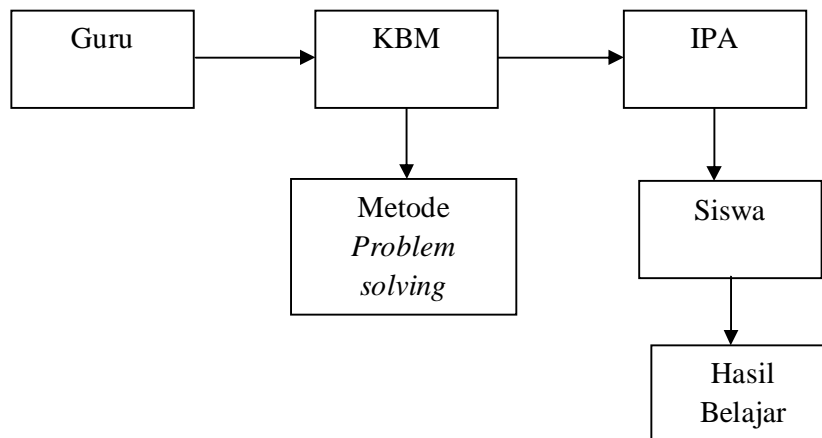 Guru
KBM
IPA
Metode
Problem
solving
Siswa
Hasil
Belajar